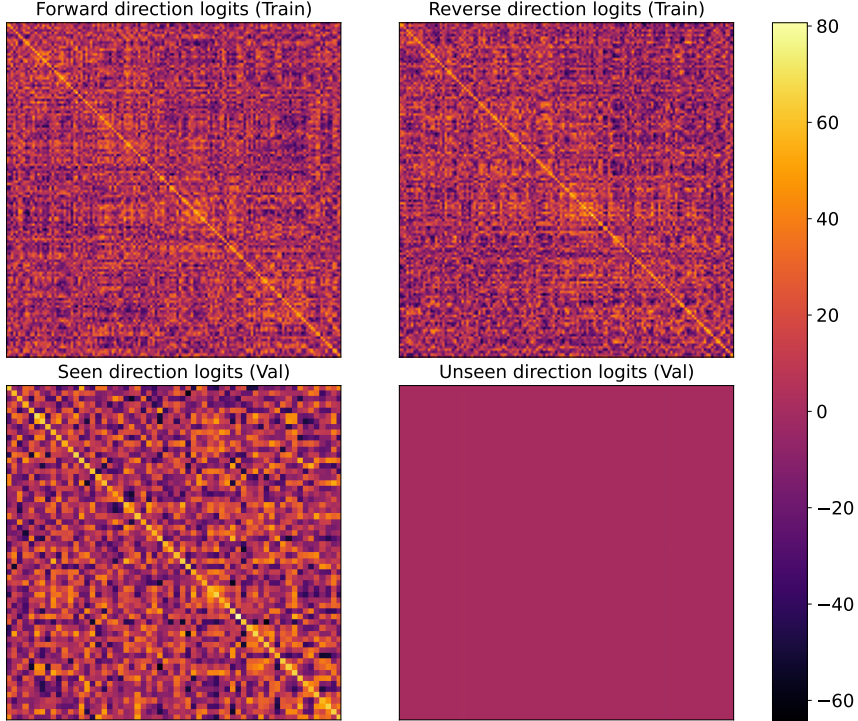 Forward direction logits (Train)
Reverse direction logits (Train)
Seen direction logits (Val)
Unseen direction logits (Val)
80
60
40
20
0
−20
−40
−60